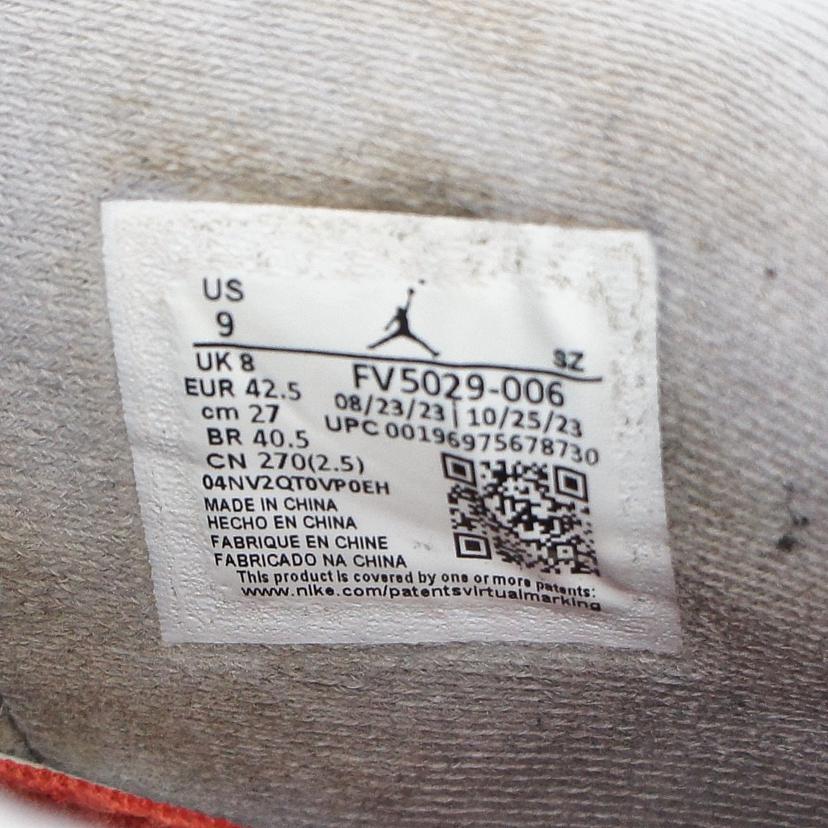 US
9
SZ
UK 8
FV5029-006
EUR 42.5
08/23/23 | 10/25/23
cm 27
UPC 00196975678730
BR 40.5
CN 270(2.5)
04NV2QT0VP0EH
MADE IN CHINA
HECHO EN CHINA
FABRIQUE EN CHINE
FABRICADO NA CHINA
This product is covered by one or more patents:
www.nike.com/patentsvirtualmarking